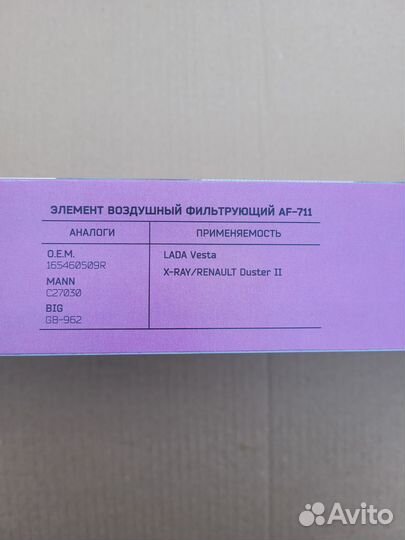 ЭЛЕМЕНТ ВОЗДУШНЫЙ ФИЛЬТРУЮЩИЙ AF-711
АНАЛОГИ ПРИМЕНЯЕМОСТЬ
O.E.M.
165460509R
MANN
C27030
BIG
GB-962
LADA Vesta
X-RAY/RENAULT Duster II
Avito